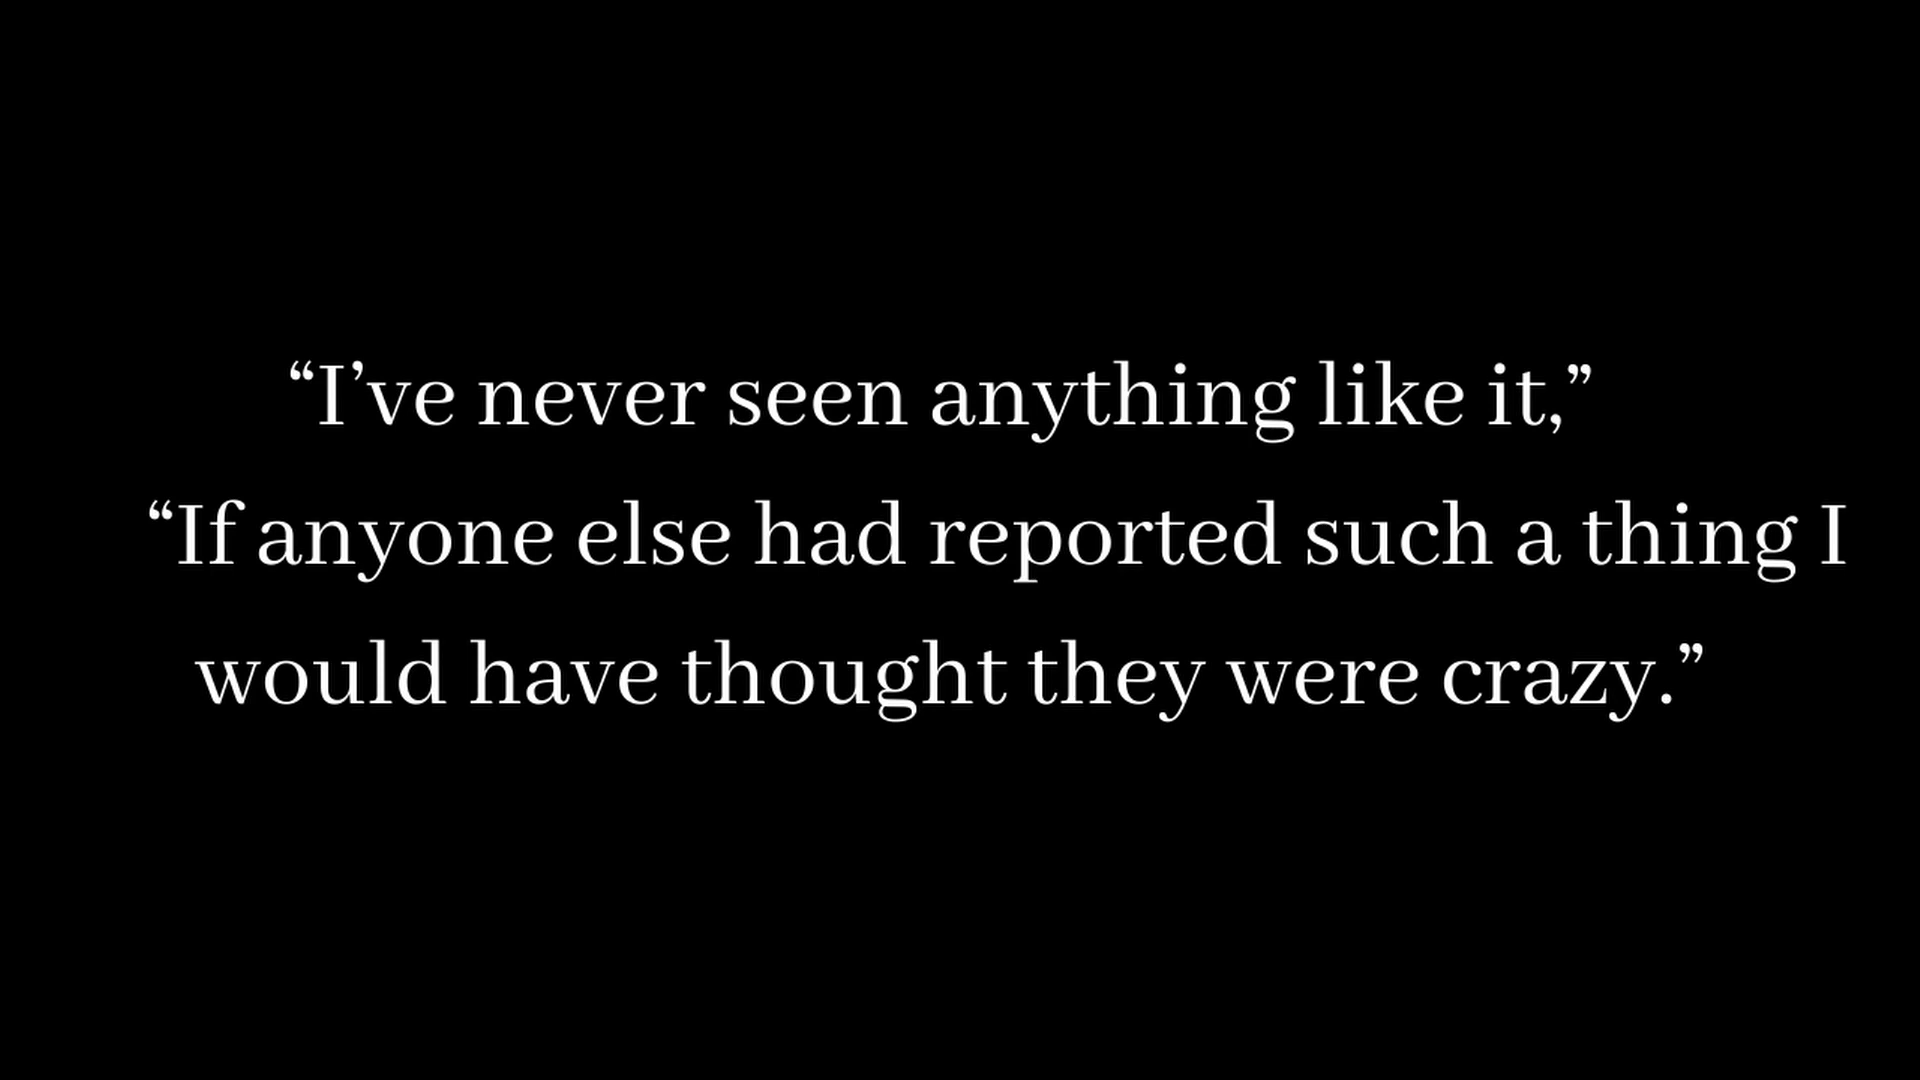 “I’ve never seen anything like it,”
“If anyone else had reported such a thing I
would have thought they were crazy.”